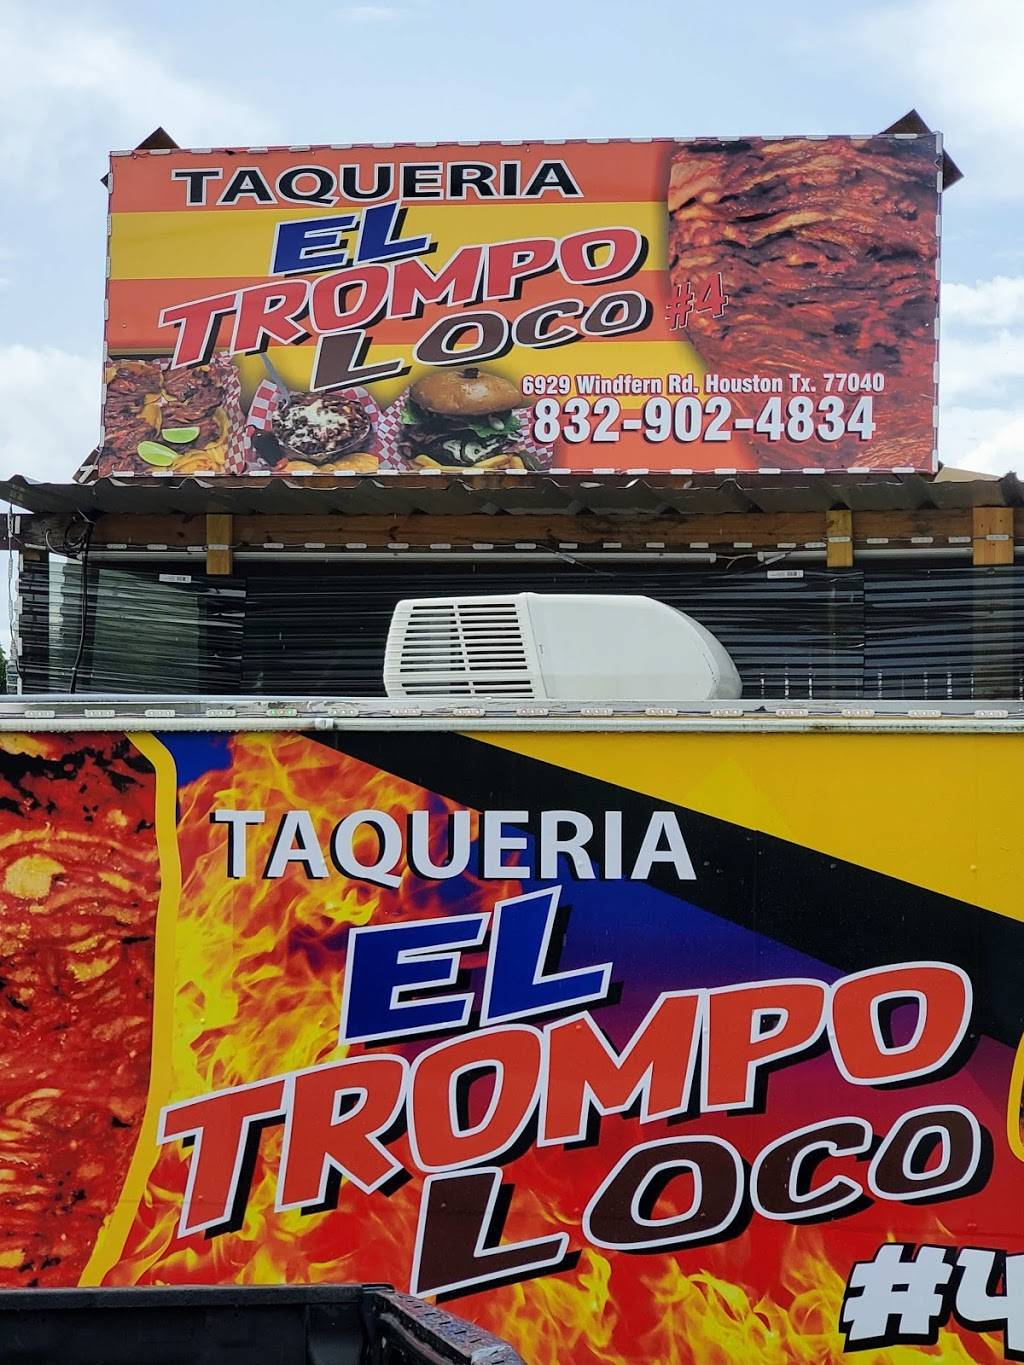 TAQUERIA
EL
TROMPO
LOCO #4
6929 Windfern Rd. Houston Tx. 77040
832-902-4834
TAQUERIA
EL
TROMPO
LOCO
#4